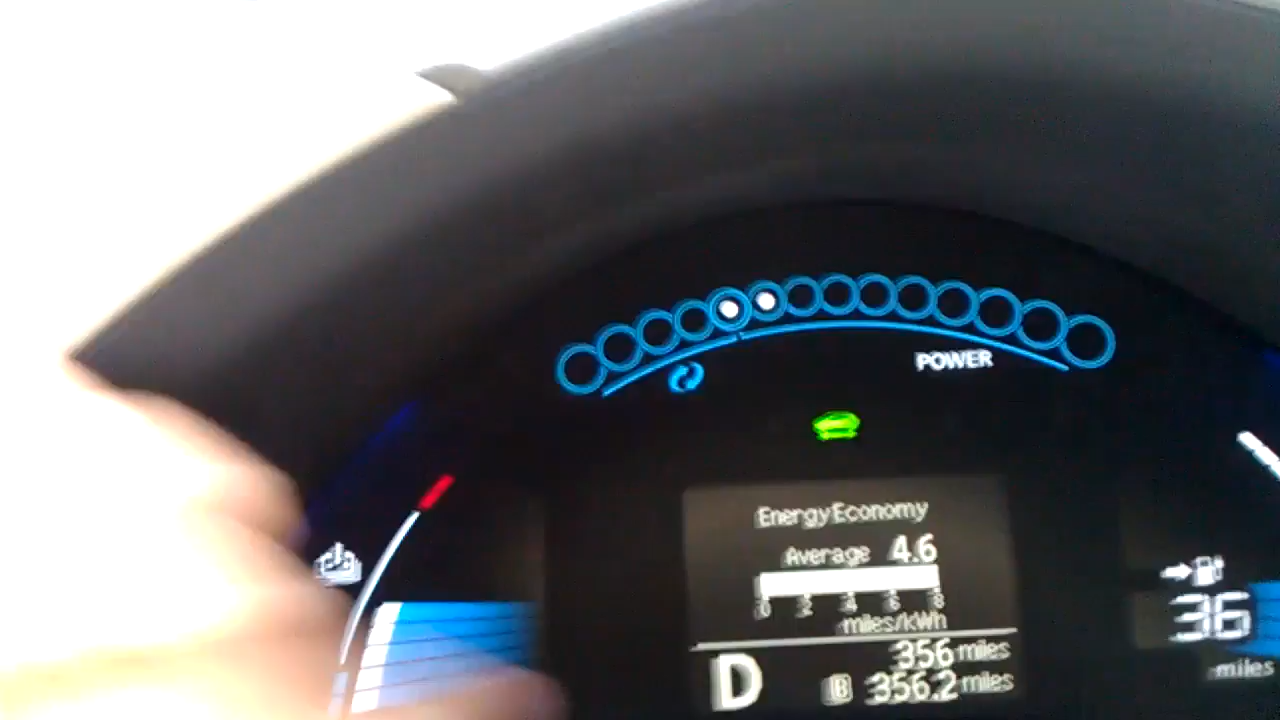 POWER
Energy Economy
Average 4.6
0 2 4 6 8
miles/kWh
36
miles
356 miles
D B 356.2 miles